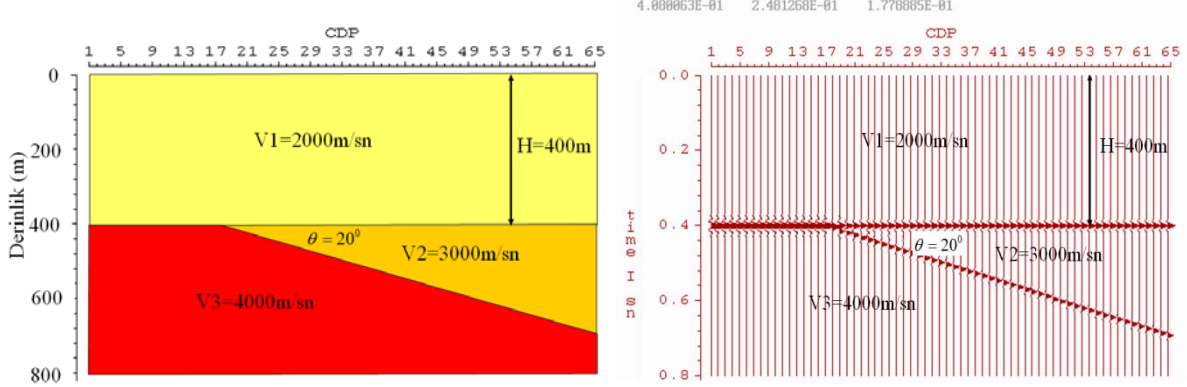 4.080063E-01 2.481268E-01 1.778885E-01
CDP
1 5 9 13 17 21 25 29 33 37 41 45 49 53 57 61 65
0
200
400
600
800
Derinlik (m)
V1=2000m/sn
H=400m
θ = 20⁰
V2=3000m/sn
V3=4000m/sn
CDP
1 5 9 13 17 21 25 29 33 37 41 45 49 53 57 61 65
0.0
0.2
0.4
0.6
0.8
time I sn
V1=2000m/sn
H=400m
θ = 20⁰
V2=3000m/sn
V3=4000m/sn